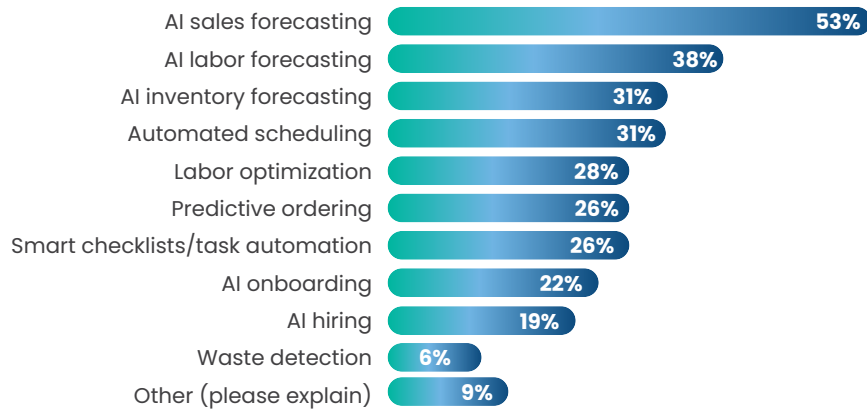 AI sales forecasting 53%
AI labor forecasting 38%
AI inventory forecasting 31%
Automated scheduling 31%
Labor optimization 28%
Predictive ordering 26%
Smart checklists/task automation 26%
AI onboarding 22%
AI hiring 19%
Waste detection 6%
Other (please explain) 9%